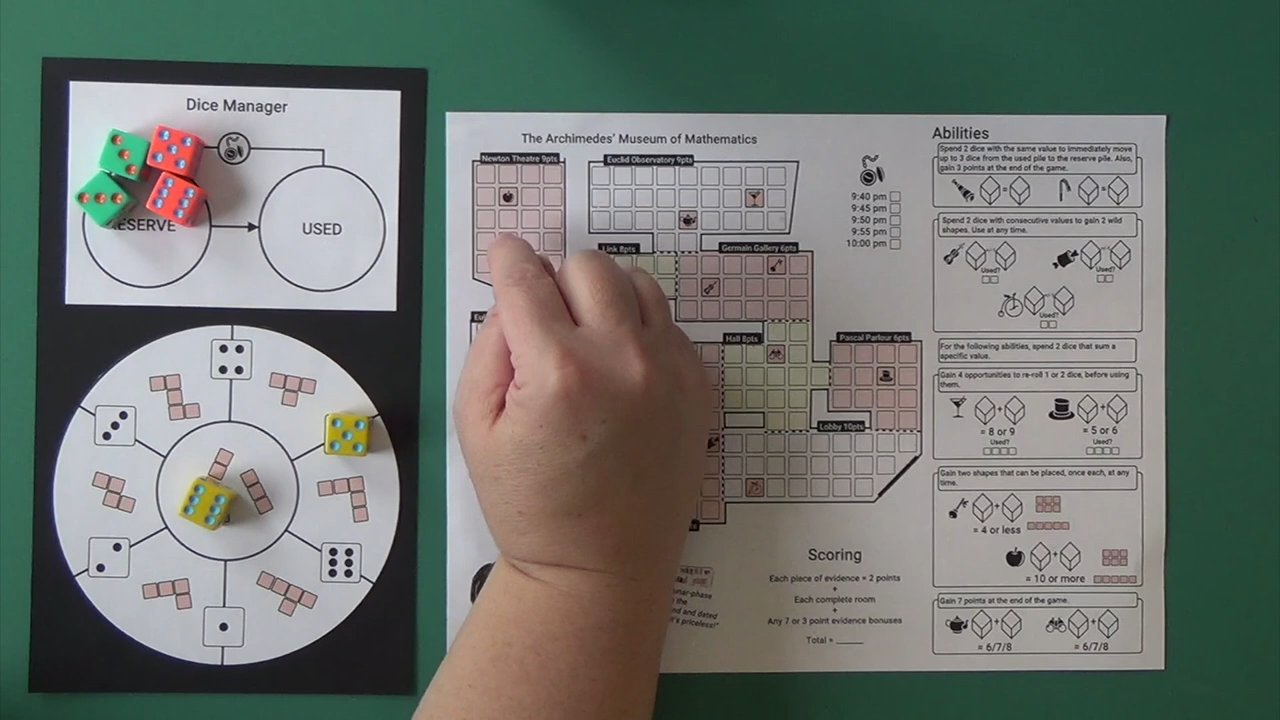 Dice Manager
RESERVE
USED
The Archimedes' Museum of Mathematics
Newton Theatre 9pts
Euclid Observatory 9pts
9:40 pm
9:45 pm
9:50 pm
9:55 pm
10:00 pm
Link 8pts
Germain Gallery 6pts
Hall 8pts
Pascal Parlour 6pts
Lobby 10pts
Scoring
Each piece of evidence = 2 points
+
Each complete room
+
Any 7 or 3 point evidence bonuses
Total = ______
Abilities
Spend 2 dice with the same value to immediately move
up to 3 dice from the used pile to the reserve pile. Also,
gain 3 points at the end of the game.
= =
Spend 2 dice with consecutive values to gain 2 wild
shapes. Use at any time.
Used? Used?
Used?
For the following abilities, spend 2 dice that sum a
specific value.
Gain 4 opportunities to re-roll 1 or 2 dice, before using
them.
+ +
= 8 or 9 = 5 or 6
Used? Used?
Gain two shapes that can be placed, once each, at any
time.
+
= 4 or less
+
= 10 or more
Gain 7 points at the end of the game.
+ +
= 6/7/8 = 6/7/8